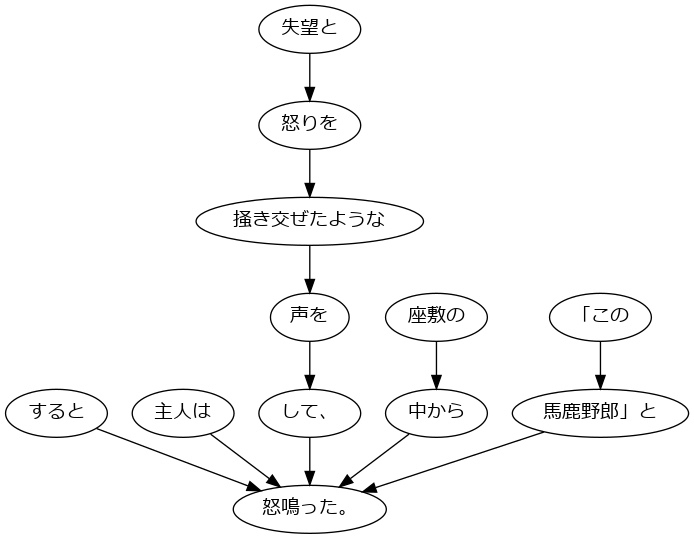 失望と
怒りを
掻き交ぜたような
声を
座敷の
「この
すると
主人は
して、
中から
馬鹿野郎」と
怒鳴った。